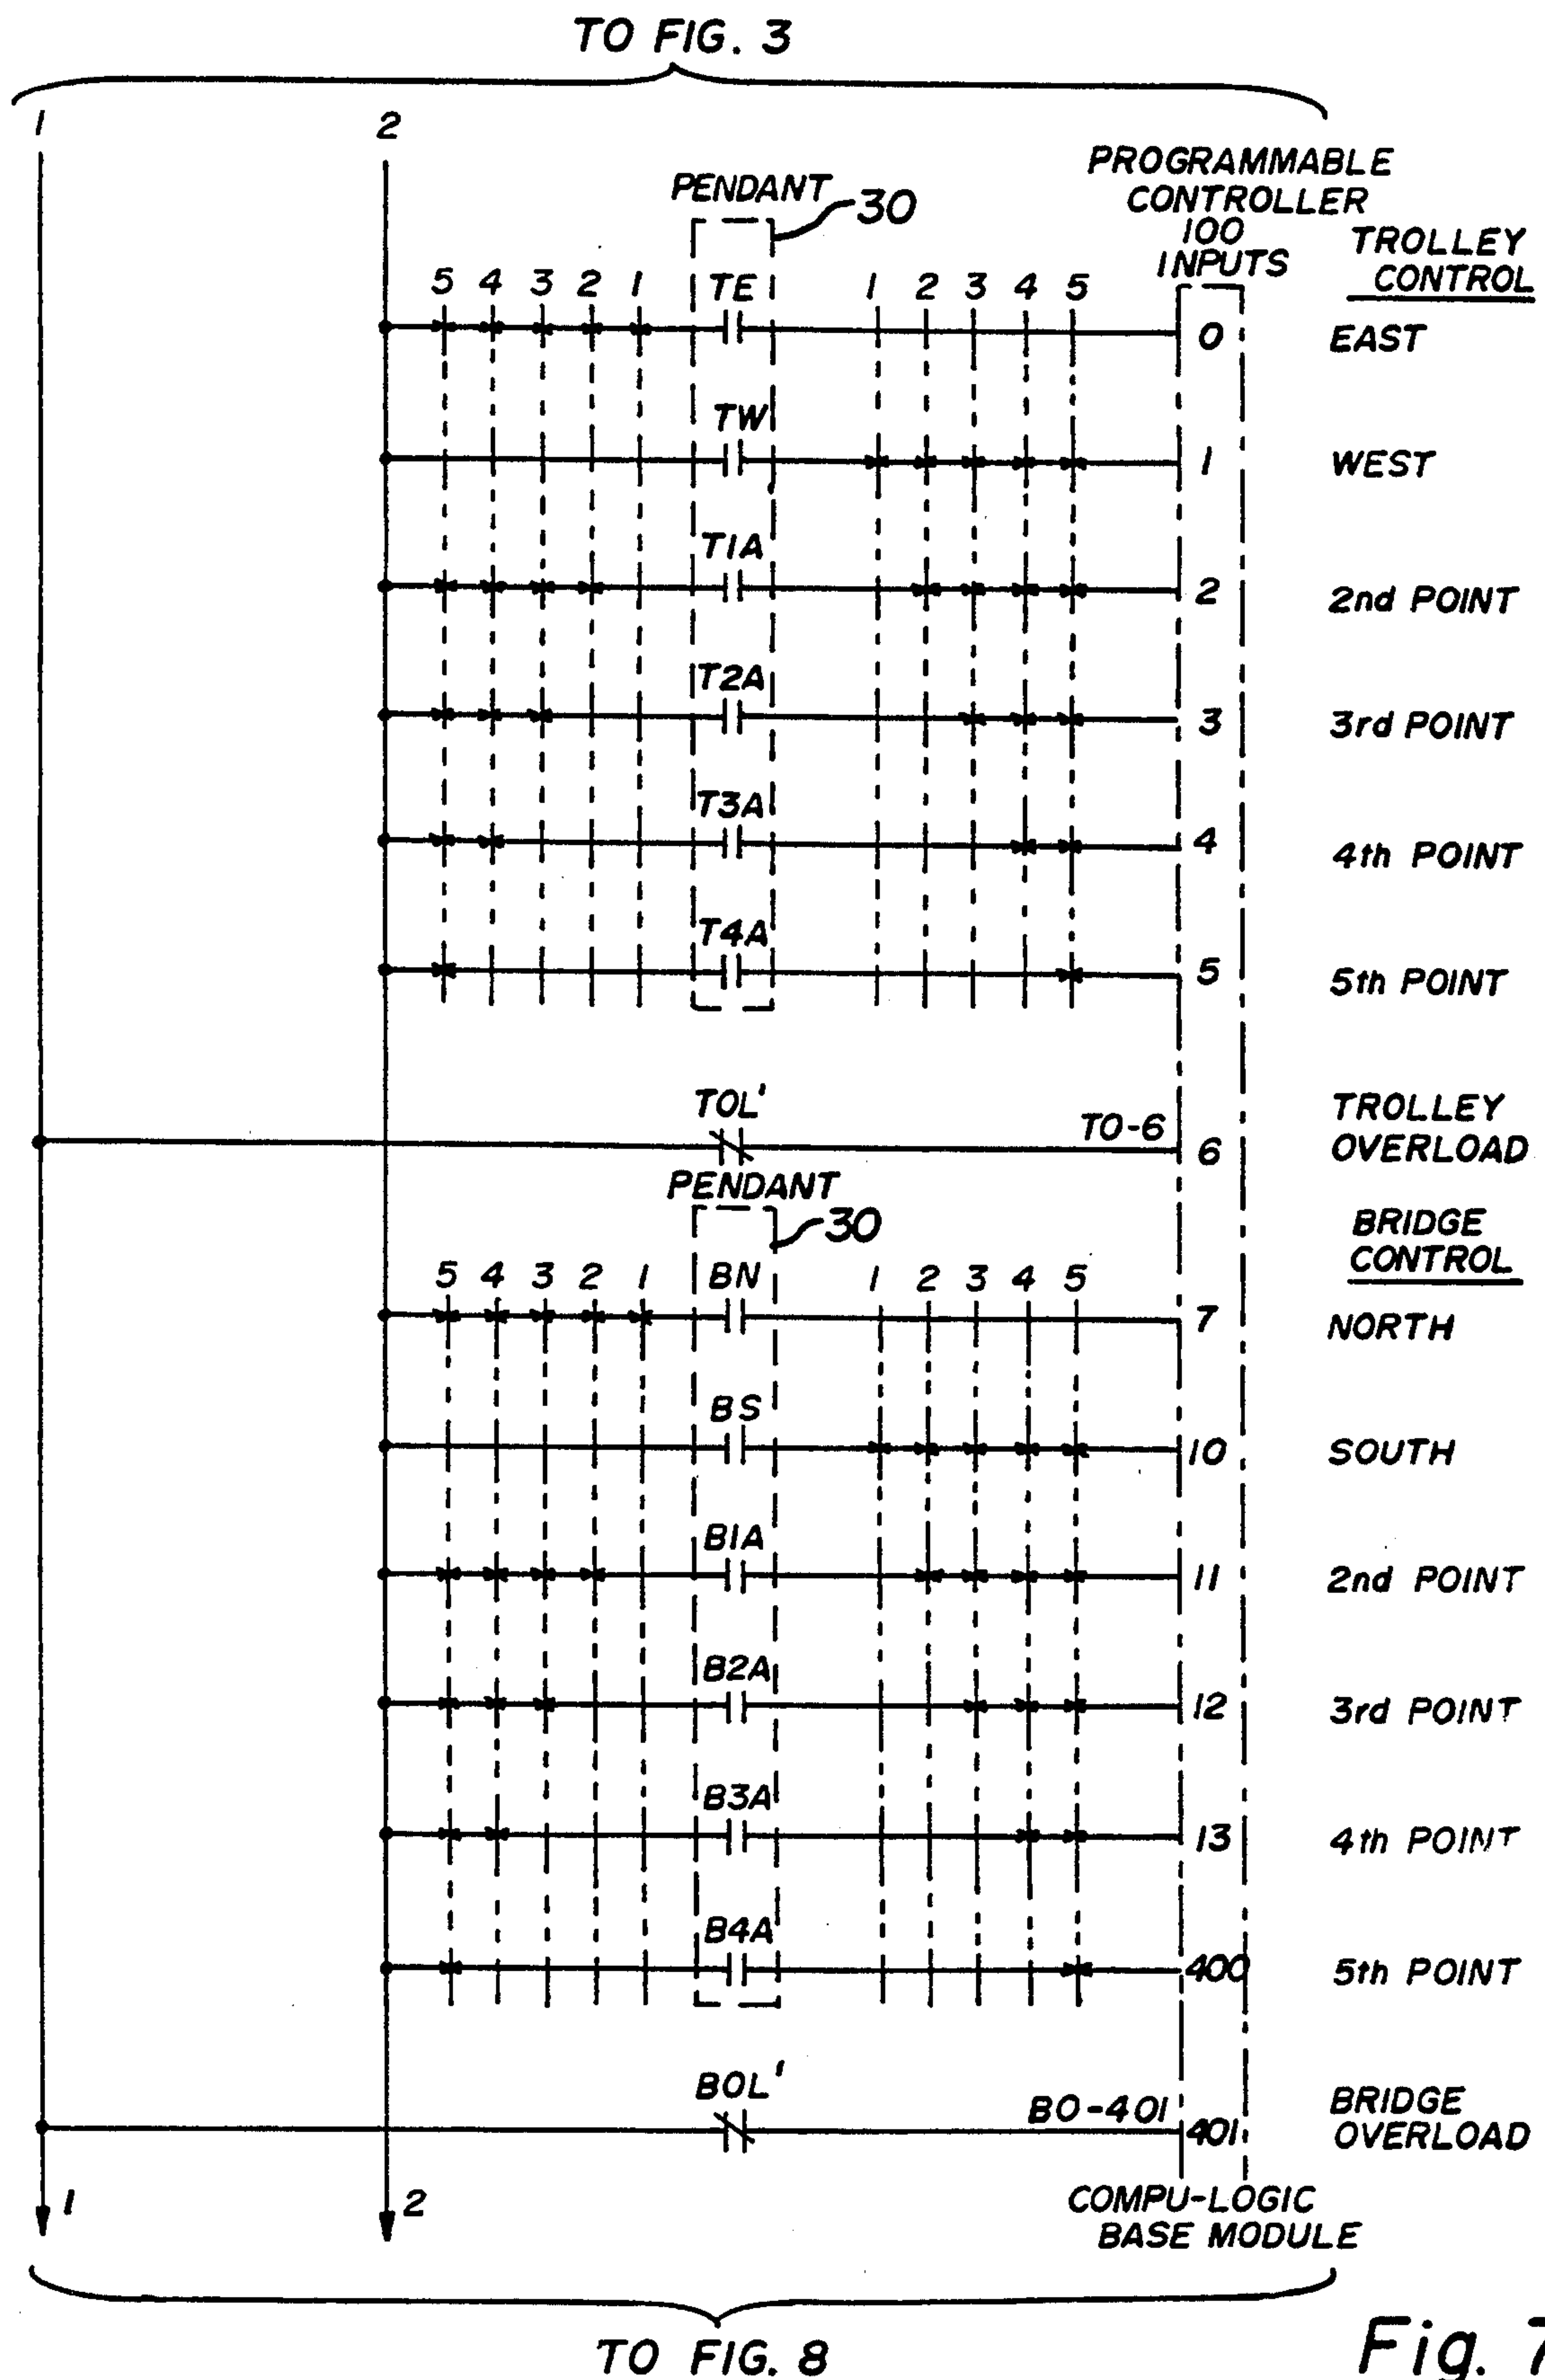 TO FIG. 3
1
2
PROGRAMMABLE
CONTROLLER
100
INPUTS
PENDANT
30
TROLLEY
CONTROL
5 4 3 2 1 TE 1 2 3 4 5
0 EAST
TW
1 WEST
T1A
2 2nd POINT
T2A
3 3rd POINT
T3A
4 4th POINT
T4A
5 5th POINT
TOL' TO-6
6 TROLLEY
OVERLOAD
PENDANT
30
BRIDGE
CONTROL
5 4 3 2 1 BN 1 2 3 4 5
7 NORTH
BS
10 SOUTH
B1A
11 2nd POINT
B2A
12 3rd POINT
B3A
13 4th POINT
B4A
400 5th POINT
BOL' BO-401
401 BRIDGE
OVERLOAD
1 2
COMPU-LOGIC
BASE MODULE
TO FIG. 8
Fig. 7